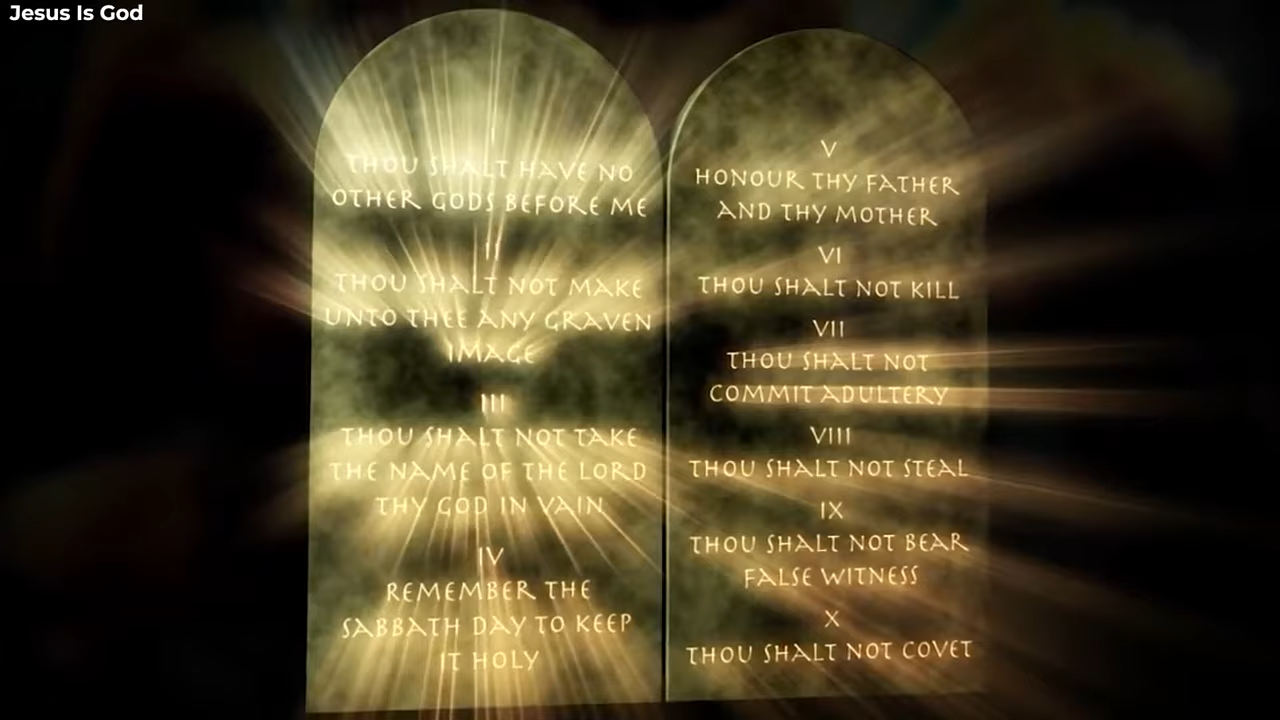 Jesus Is God
I
THOU SHALT HAVE NO
OTHER GODS BEFORE ME
II
THOU SHALT NOT MAKE
UNTO THEE ANY GRAVEN
IMAGE
III
THOU SHALT NOT TAKE
THE NAME OF THE LORD
THY GOD IN VAIN
IV
REMEMBER THE
SABBATH DAY TO KEEP
IT HOLY
V
HONOUR THY FATHER
AND THY MOTHER
VI
THOU SHALT NOT KILL
VII
THOU SHALT NOT
COMMIT ADULTERY
VIII
THOU SHALT NOT STEAL
IX
THOU SHALT NOT BEAR
FALSE WITNESS
X
THOU SHALT NOT COVET